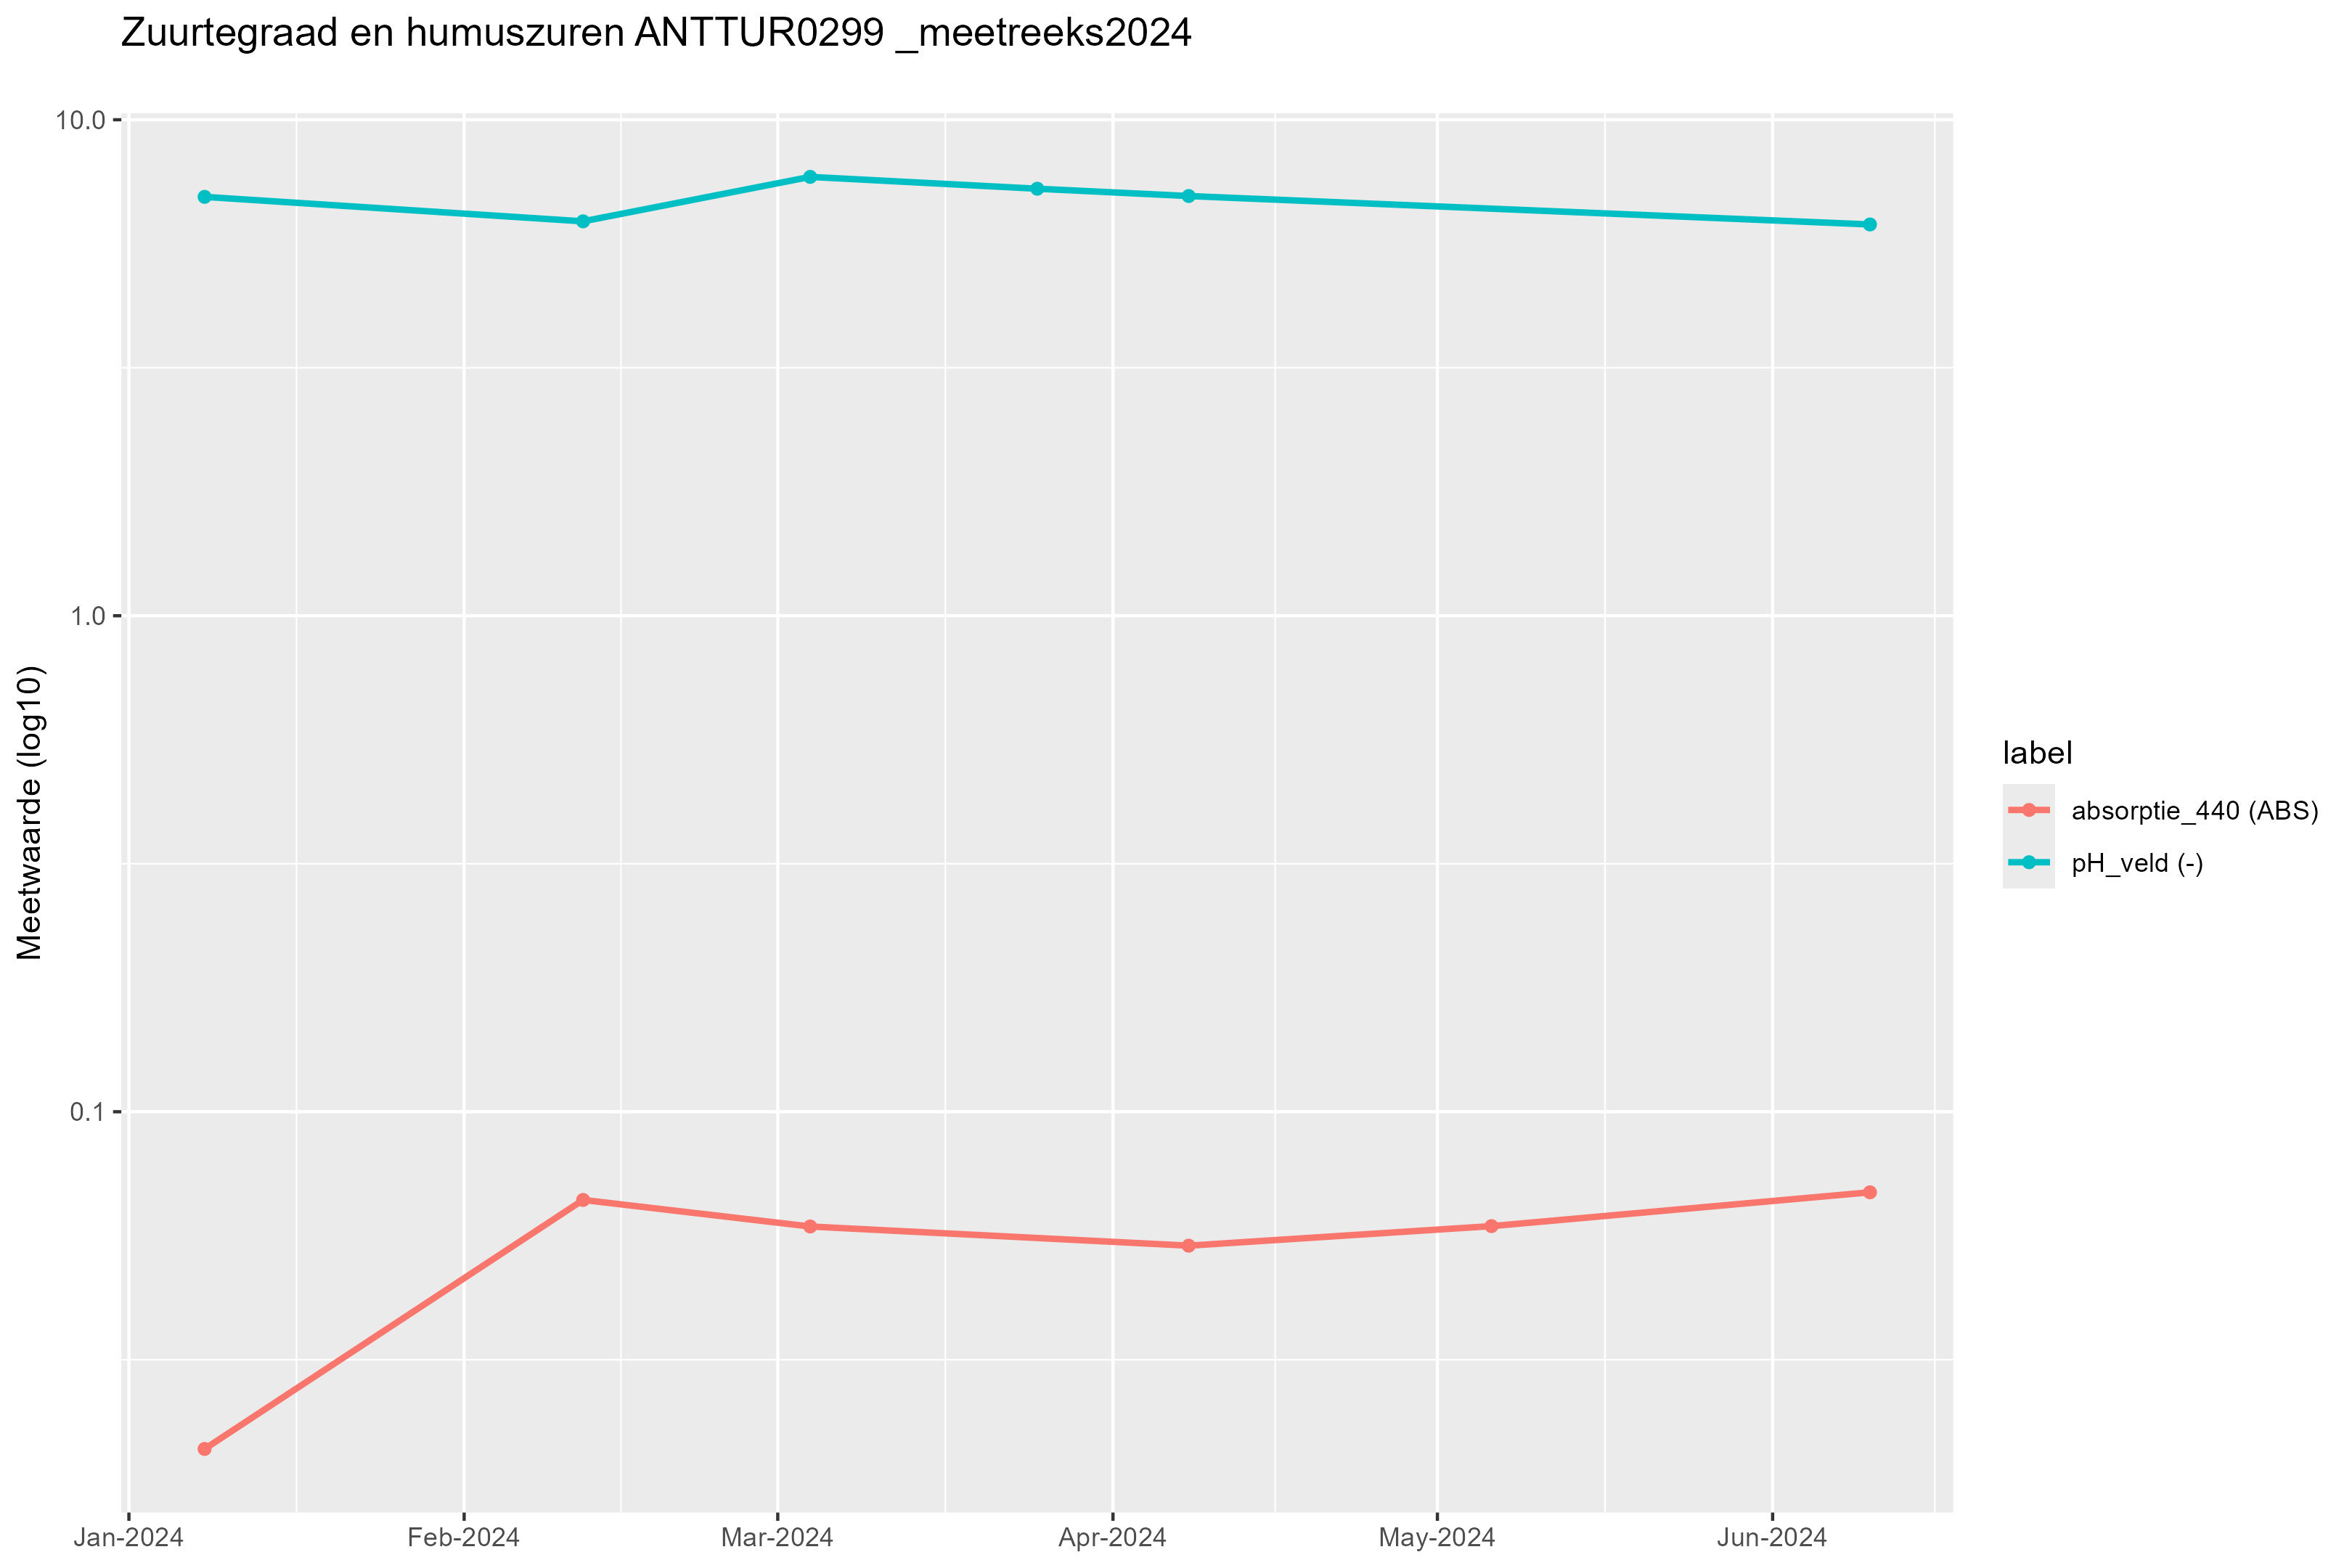 Zuurtegraad en humuszuren ANTTUR0299 _meetreeks2024
Meetwaarde (log10)
10.0
1.0
0.1
Jan-2024
Feb-2024
Mar-2024
Apr-2024
May-2024
Jun-2024
label
absorptie_440 (ABS)
pH_veld (-)